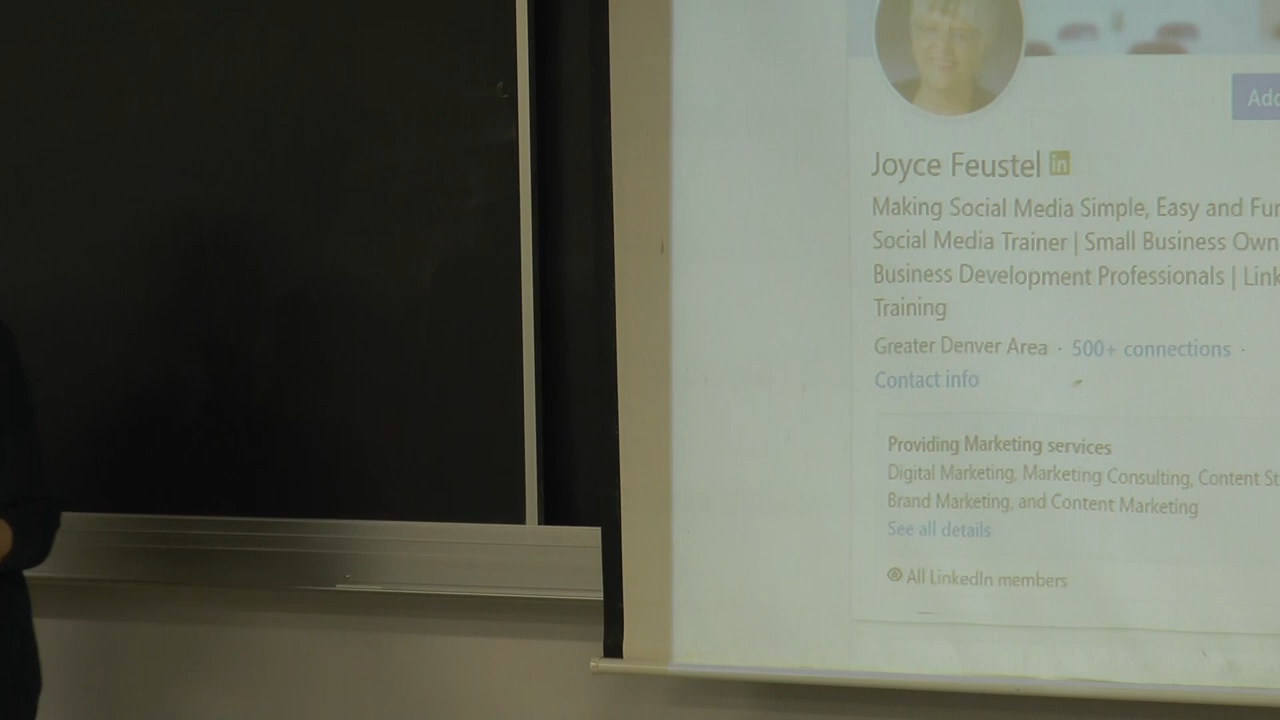 Add
Joyce Feustel in
Making Social Media Simple, Easy and Fun
Social Media Trainer | Small Business Own
Business Development Professionals | Link
Training
Greater Denver Area · 500+ connections ·
Contact info
Providing Marketing services
Digital Marketing, Marketing Consulting, Content St
Brand Marketing, and Content Marketing
See all details
All LinkedIn members